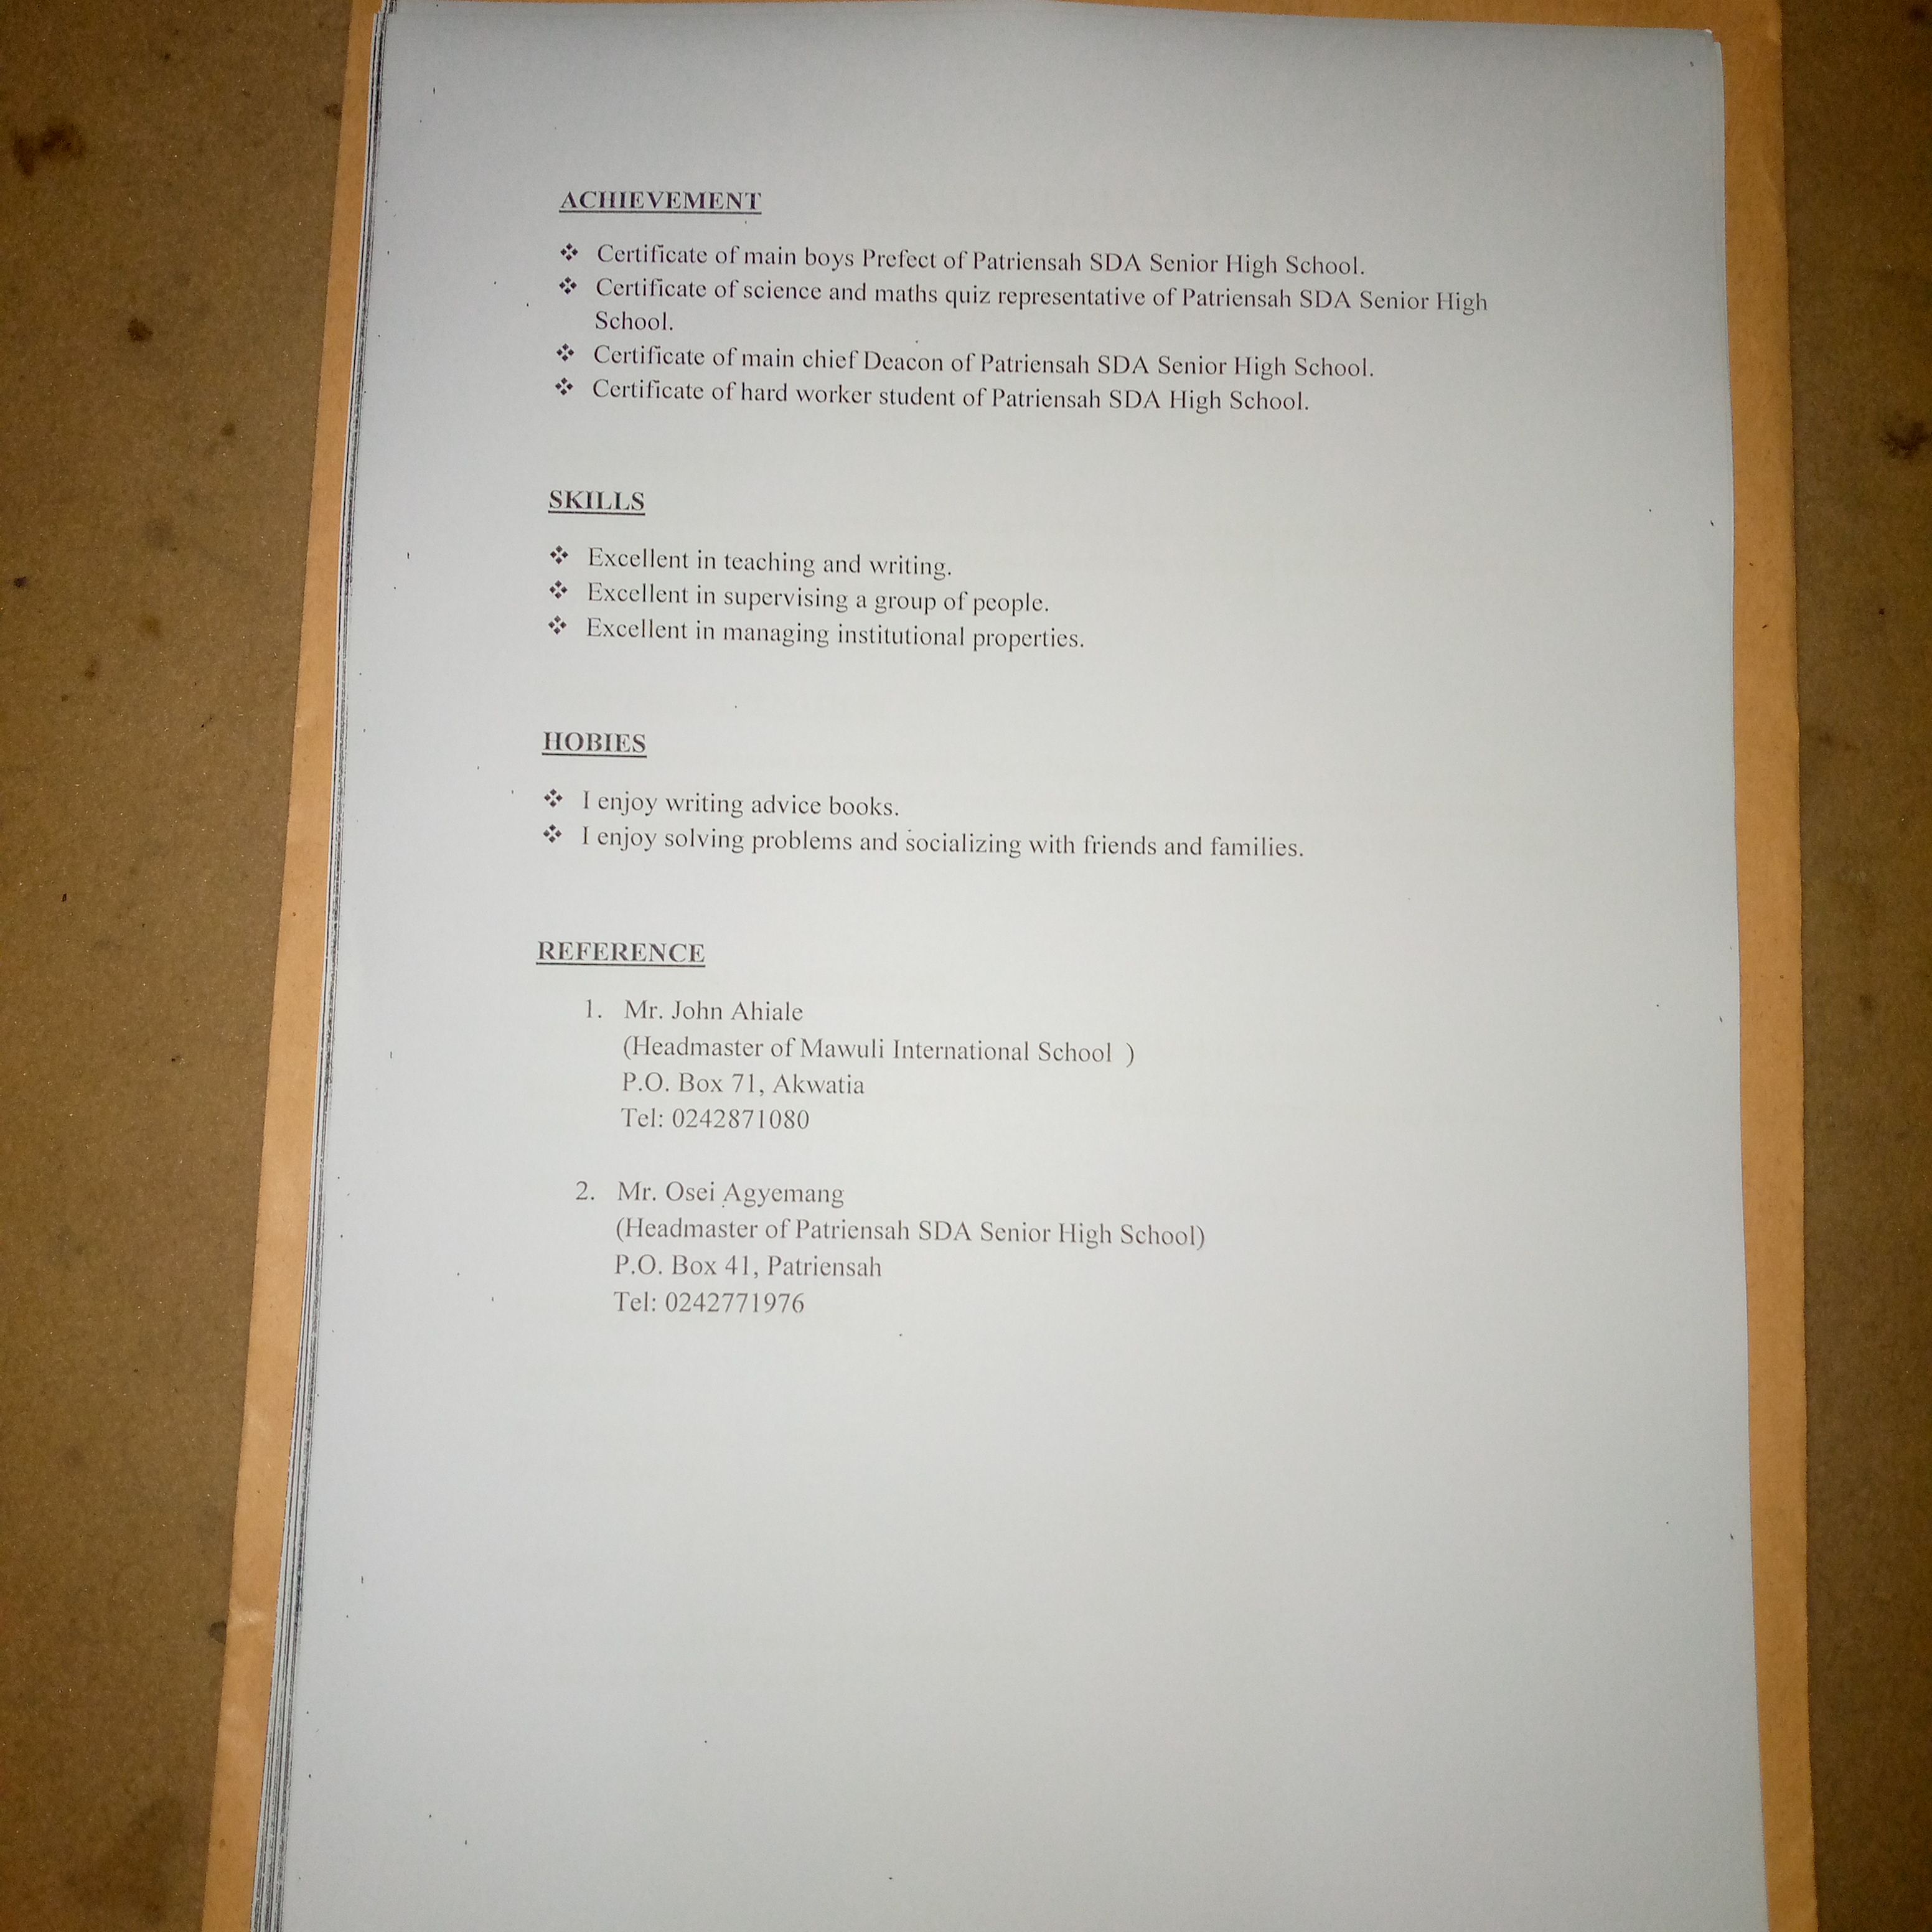 ACHIEVEMENT
❖ Certificate of main boys Prefect of Patriensah SDA Senior High School.
❖ Certificate of science and maths quiz representative of Patriensah SDA Senior High
School.
❖ Certificate of main chief Deacon of Patriensah SDA Senior High School.
❖ Certificate of hard worker student of Patriensah SDA High School.
SKILLS
❖ Excellent in teaching and writing.
❖ Excellent in supervising a group of people.
❖ Excellent in managing institutional properties.
HOBIES
❖ I enjoy writing advice books.
❖ I enjoy solving problems and socializing with friends and families.
REFERENCE
1. Mr. John Ahiale
(Headmaster of Mawuli International School )
P.O. Box 71, Akwatia
Tel: 0242871080
2. Mr. Osei Agyemang
(Headmaster of Patriensah SDA Senior High School)
P.O. Box 41, Patriensah
Tel: 0242771976